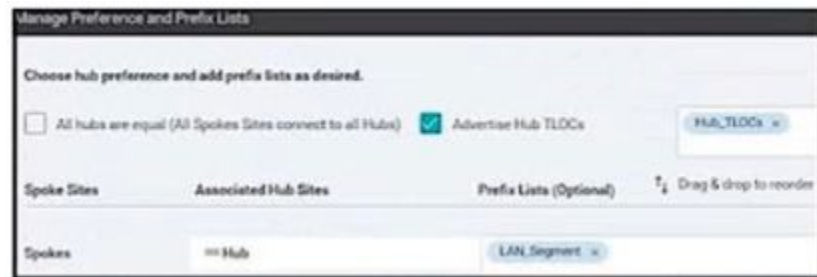 Manage Preference and Prefix Lists
Choose hub preference and add prefix lists as desired.
All hubs are equal (All Spokes Sites connect to all Hubs) Advertise Hub TLOCs Hub_TLOCs ×
Spoke Sites Associated Hub Sites Prefix Lists (Optional) Drag & drop to reorder
Spokes Hub LAN_Segment ×